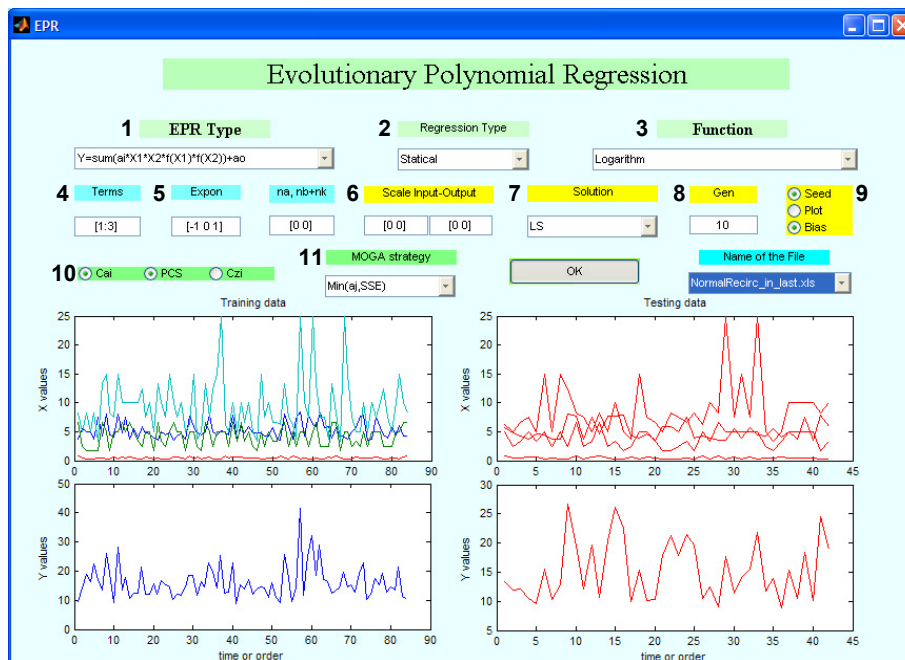 EPR
Evolutionary Polynomial Regression
1 EPR Type
2 Regression Type
3 Function
Y=sum(ai*X1*X2*f(X1)*f(X2))+ao
Statical
Logarithm
4 Terms
5 Expon
na, nb+nk
6 Scale Input-Output
7 Solution
8 Gen
Seed 9
Plot
Bias
[1:3]
[-1 0 1]
[0 0]
[0 0]
[0 0]
LS
10
10 Cai
PCS
Czi
11 MOGA strategy
Min(aj,SSE)
OK
Name of the File
NormalRecirc_in_last.xls
Training data
X values
25
20
15
10
5
0
0 10 20 30 40 50 60 70 80 90
Testing data
X values
25
20
15
10
5
0
0 5 10 15 20 25 30 35 40 45
Y values
50
40
30
20
10
0
0 10 20 30 40 50 60 70 80 90
time or order
Y values
30
25
20
15
10
5
0 5 10 15 20 25 30 35 40 45
time or order